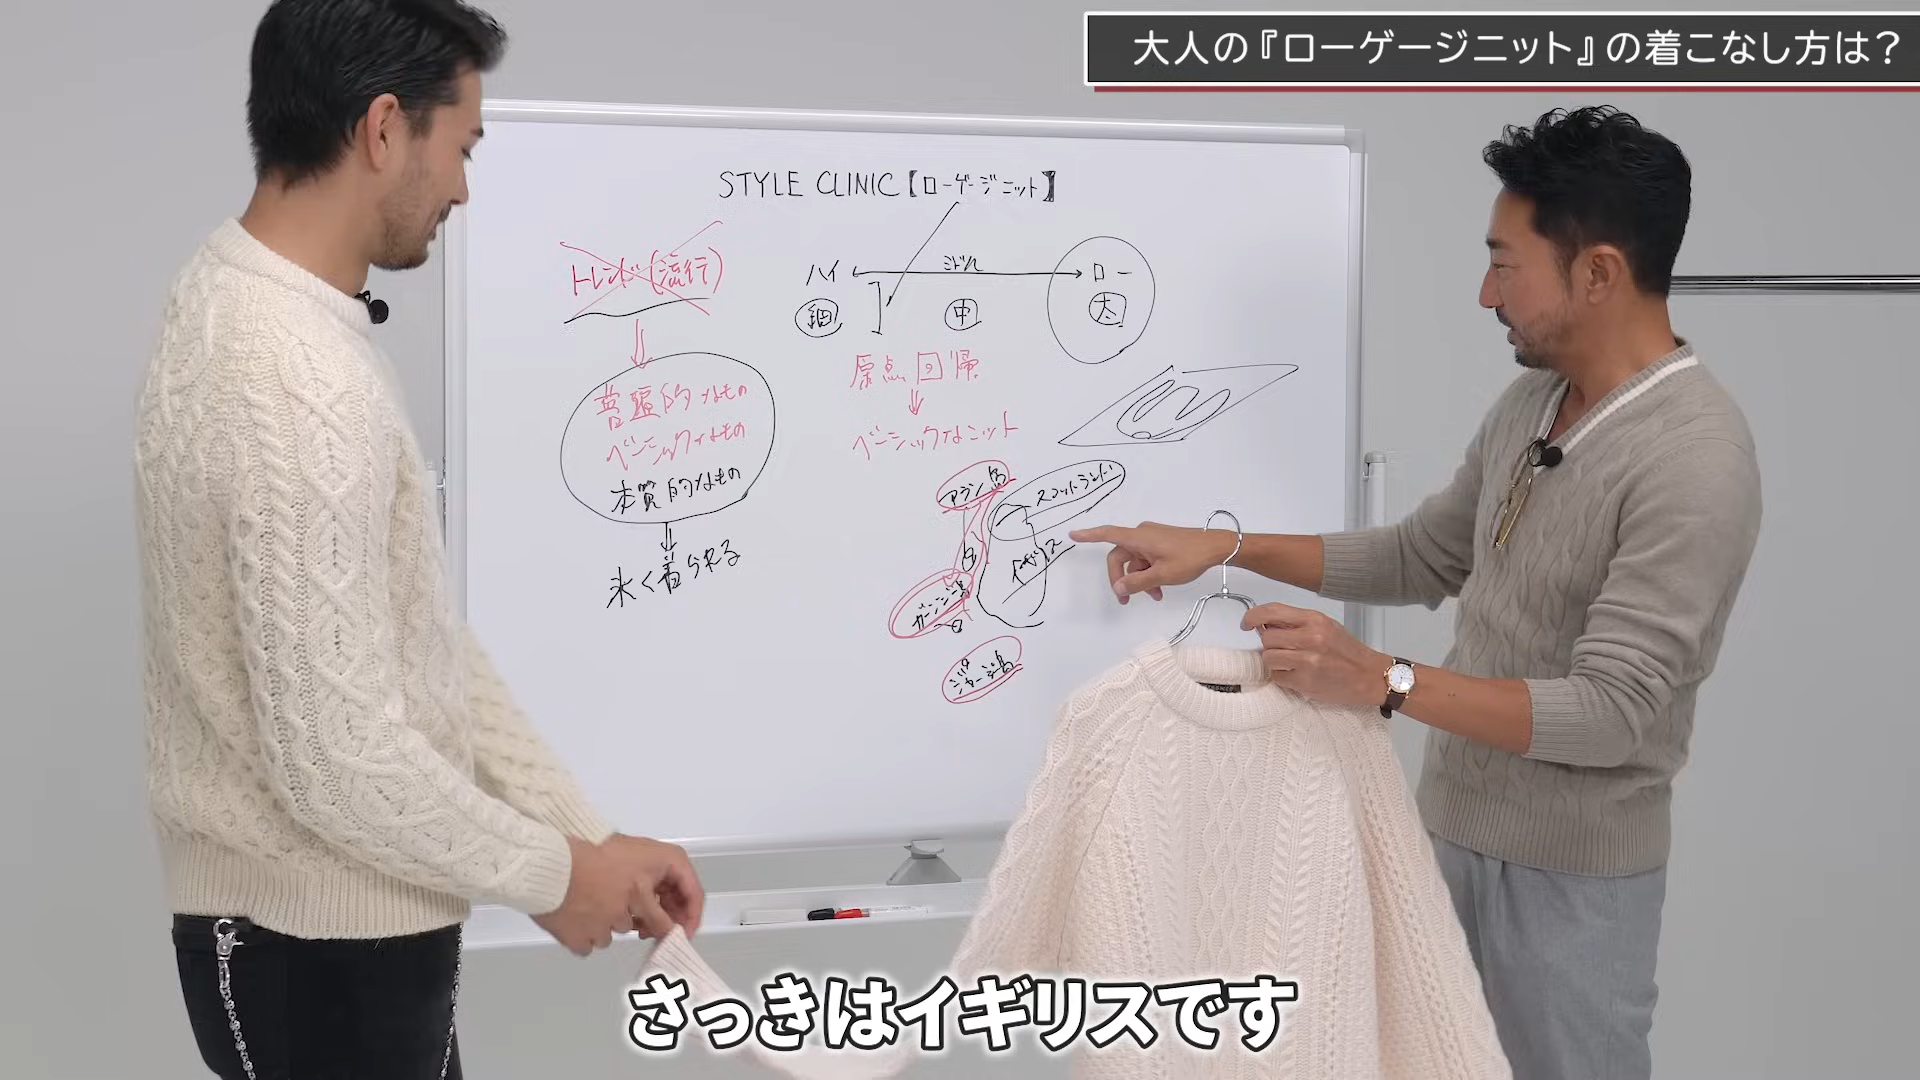 大人の『ローゲージニット』の着こなし方は？
STYLE CLINIC【ローゲージニット】
トレンド(流行)
ハイ
ミドル
ロー
細
中
太
普遍的なもの
ベーシックなもの
本質的なもの
永く着られる
原点回帰
ベーシックなニット
アラン島
スコットランド
イギリス
ガーンジー島
ジャージー島
さっきはイギリスです